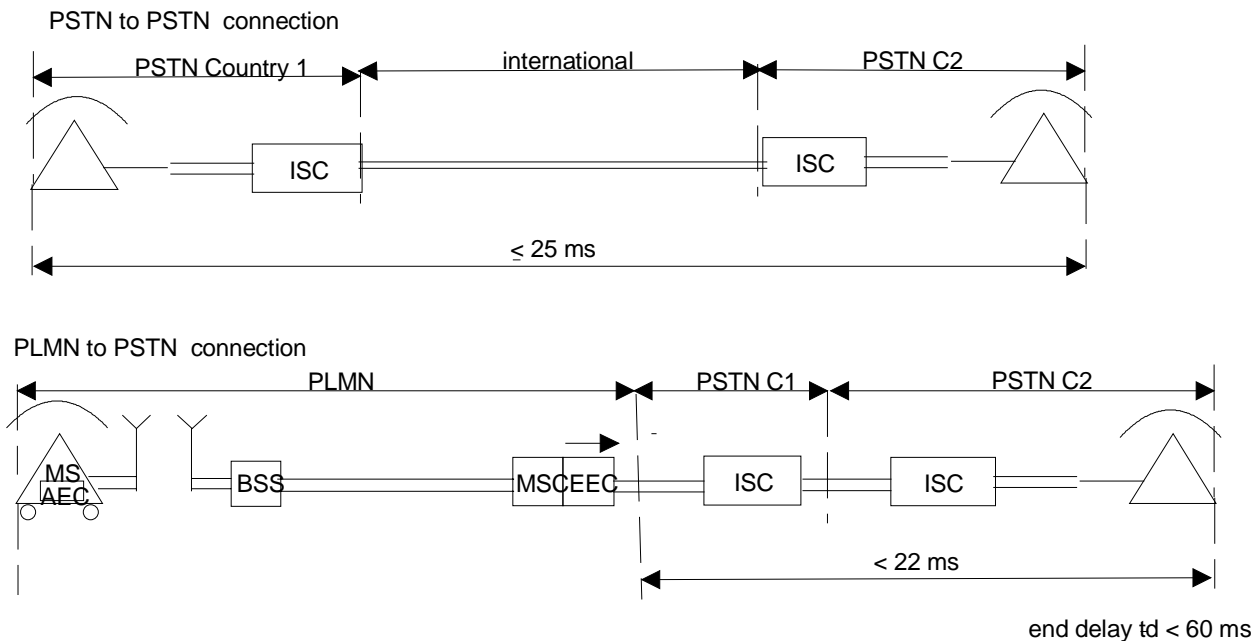 PSTN to PSTN connection
PSTN Country 1
international
PSTN C2
ISC
ISC
≤ 25 ms
PLMN to PSTN connection
PLMN
PSTN C1
PSTN C2
MS
AEC
BSS
MSC
EEC
ISC
ISC
< 22 ms
end delay td < 60 ms